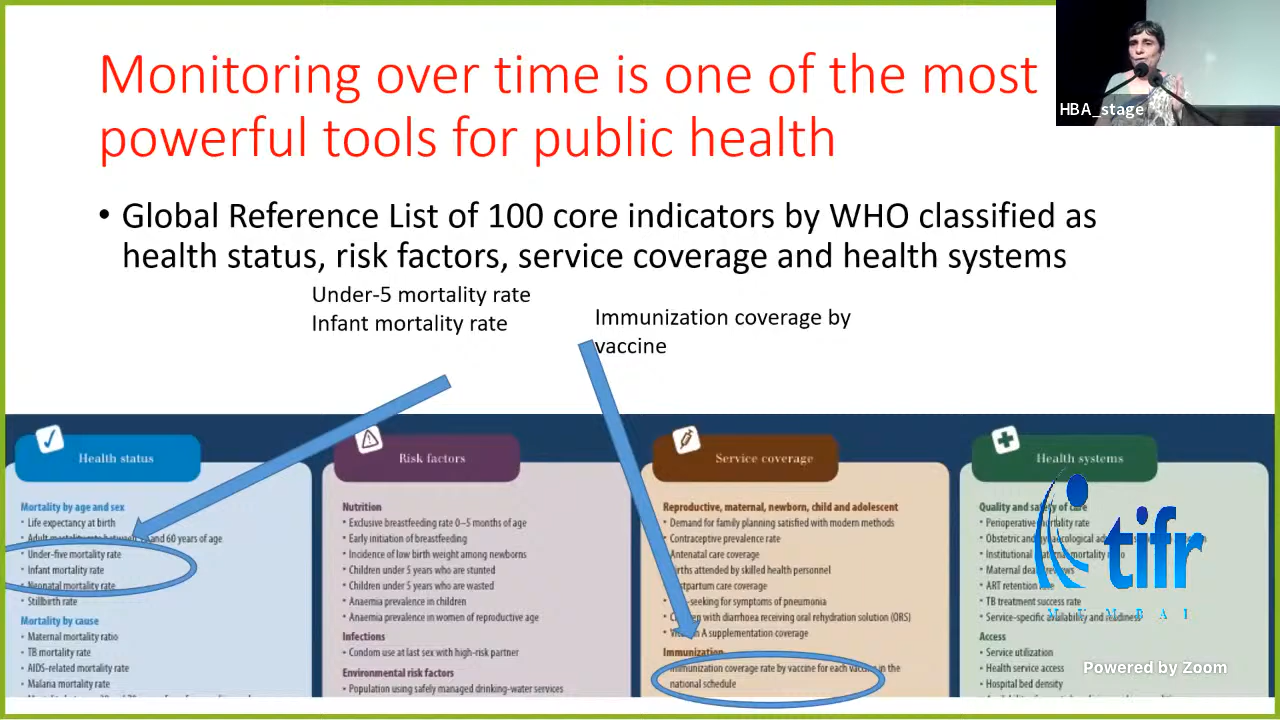 Monitoring over time is one of the most
powerful tools for public health
HBA_stage
• Global Reference List of 100 core indicators by WHO classified as
health status, risk factors, service coverage and health systems
Under-5 mortality rate
Infant mortality rate
Immunization coverage by
vaccine
Health status
Mortality by age and sex
• Life expectancy at birth
• Adult mortality rate between and 60 years of age
• Under-five mortality rate
• Infant mortality rate
• Neonatal mortality rate
• Stillbirth rate
Mortality by cause
• Maternal mortality ratio
• TB mortality rate
• AIDS-related mortality rate
• Malaria mortality rate
Risk factors
Nutrition
• Exclusive breastfeeding rate 0–5 months of age
• Early initiation of breastfeeding
• Incidence of low birth weight among newborns
• Children under 5 years who are stunted
• Children under 5 years who are wasted
• Anaemia prevalence in children
• Anaemia prevalence in women of reproductive age
Infections
• Condom use at last sex with high-risk partner
Environmental risk factors
• Population using safely managed drinking-water services
Service coverage
Reproductive, maternal, newborn, child and adolescent
• Demand for family planning satisfied with modern methods
• Contraceptive prevalence rate
• Antenatal care coverage
births attended by skilled health personnel
postpartum care coverage
seeking for symptoms of pneumonia
with diarrhoea receiving oral rehydration solution (ORS)
A supplementation coverage
Immunization
• Immunization coverage rate by vaccine for each vaccine in the
national schedule
Health systems
Quality and safety of care
• Perioperative mortality rate
• Obstetric and
• Institutional mortality
• Maternal death
• ART retention rate
• TB treatment success rate
• Service-specific availability and readiness
Access
• Service utilization
• Health service access
• Hospital bed density
tifr
MUMBAI
Powered by Zoom